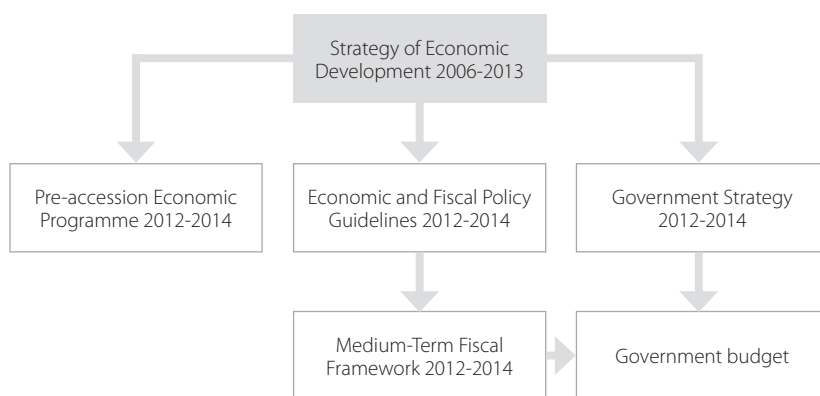 Strategy of Economic
Development 2006-2013
Pre-accession Economic
Programme 2012-2014
Economic and Fiscal Policy
Guidelines 2012-2014
Government Strategy
2012-2014
Medium-Term Fiscal
Framework 2012-2014
Government budget